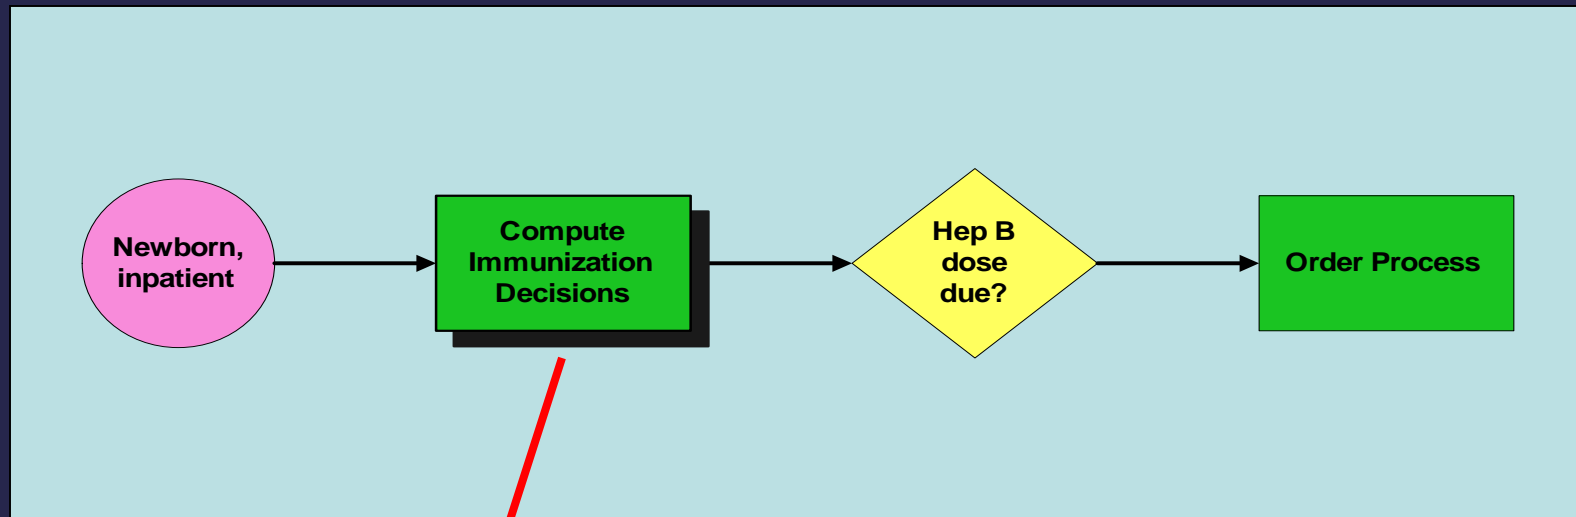 Newborn,
inpatient
Compute
Immunization
Decisions
Hep B
dose
due?
Order Process